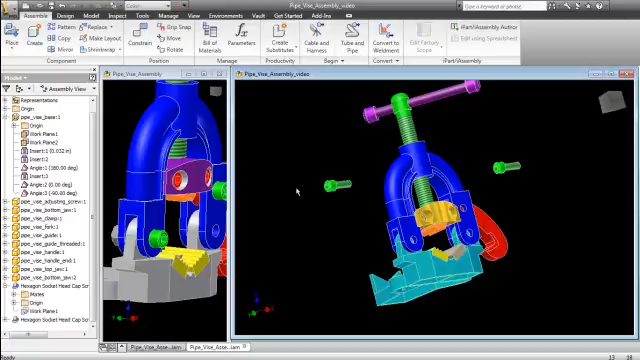 Pipe_Vise_Assembly_video
Assemble Design Model Inspect Tools Manage View Environments Vault Get Started Add-Ins
Place
Create
Pattern
Copy
Mirror
Replace
Make Layout
Shrinkwrap
Constraint
Grip Snap
Move
Rotate
Bill of Materials
Parameters
Create Substitutes
Cable and Harness
Tube and Pipe
Convert to Weldment
Edit Factory Scope
iPart/iAssembly Author
Edit using Spreadsheet
Component
Position
Manage
Productivity
Begin
Convert
iPart/iAssembly
Model
Assembly View
Representations
Origin
pipe_vise_base:1
Origin
Work Plane1
Work Plane2
Insert:1 (0.032 in)
Insert:2
Angle:1 (180.00 deg)
Angle:2 (0.00 deg)
Angle:3 (-90.00 deg)
pipe_vise_adjusting_screw:1
pipe_vise_bottom_jaw:1
pipe_vise_clamp:1
pipe_vise_fork:1
pipe_vise_guide:1
pipe_vise_guide_threaded:1
pipe_vise_handle:1
pipe_vise_handle_end:1
pipe_vise_top_jaw:1
pipe_vise_bottom_jaw:2
Hexagon Socket Head Cap Scr
Mates
Origin
Work Plane1
Hexagon Socket Head Cap Scr
Pipe_Vise_Assembly
Pipe_Vise_Assembly_video
Pipe_Vise_Asse...iam
Pipe_Vise_Asse...iam
Ready